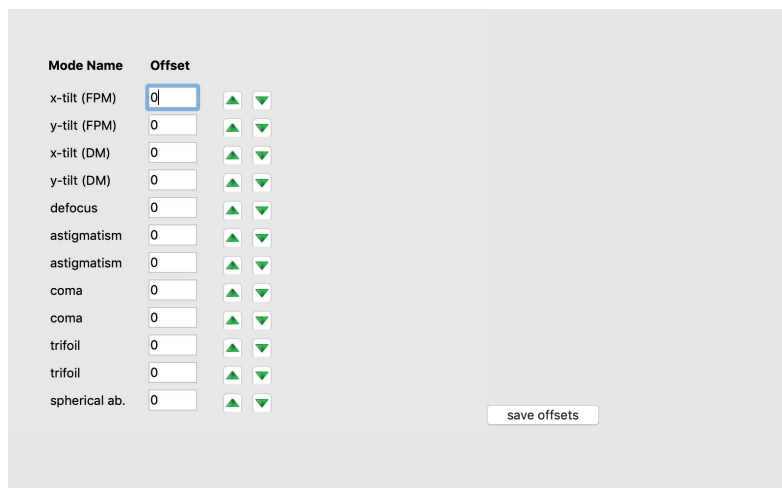 Mode Name Offset
x-tilt (FPM) 0
y-tilt (FPM) 0
x-tilt (DM) 0
y-tilt (DM) 0
defocus 0
astigmatism 0
astigmatism 0
coma 0
coma 0
trifoil 0
trifoil 0
spherical ab. 0
save offsets